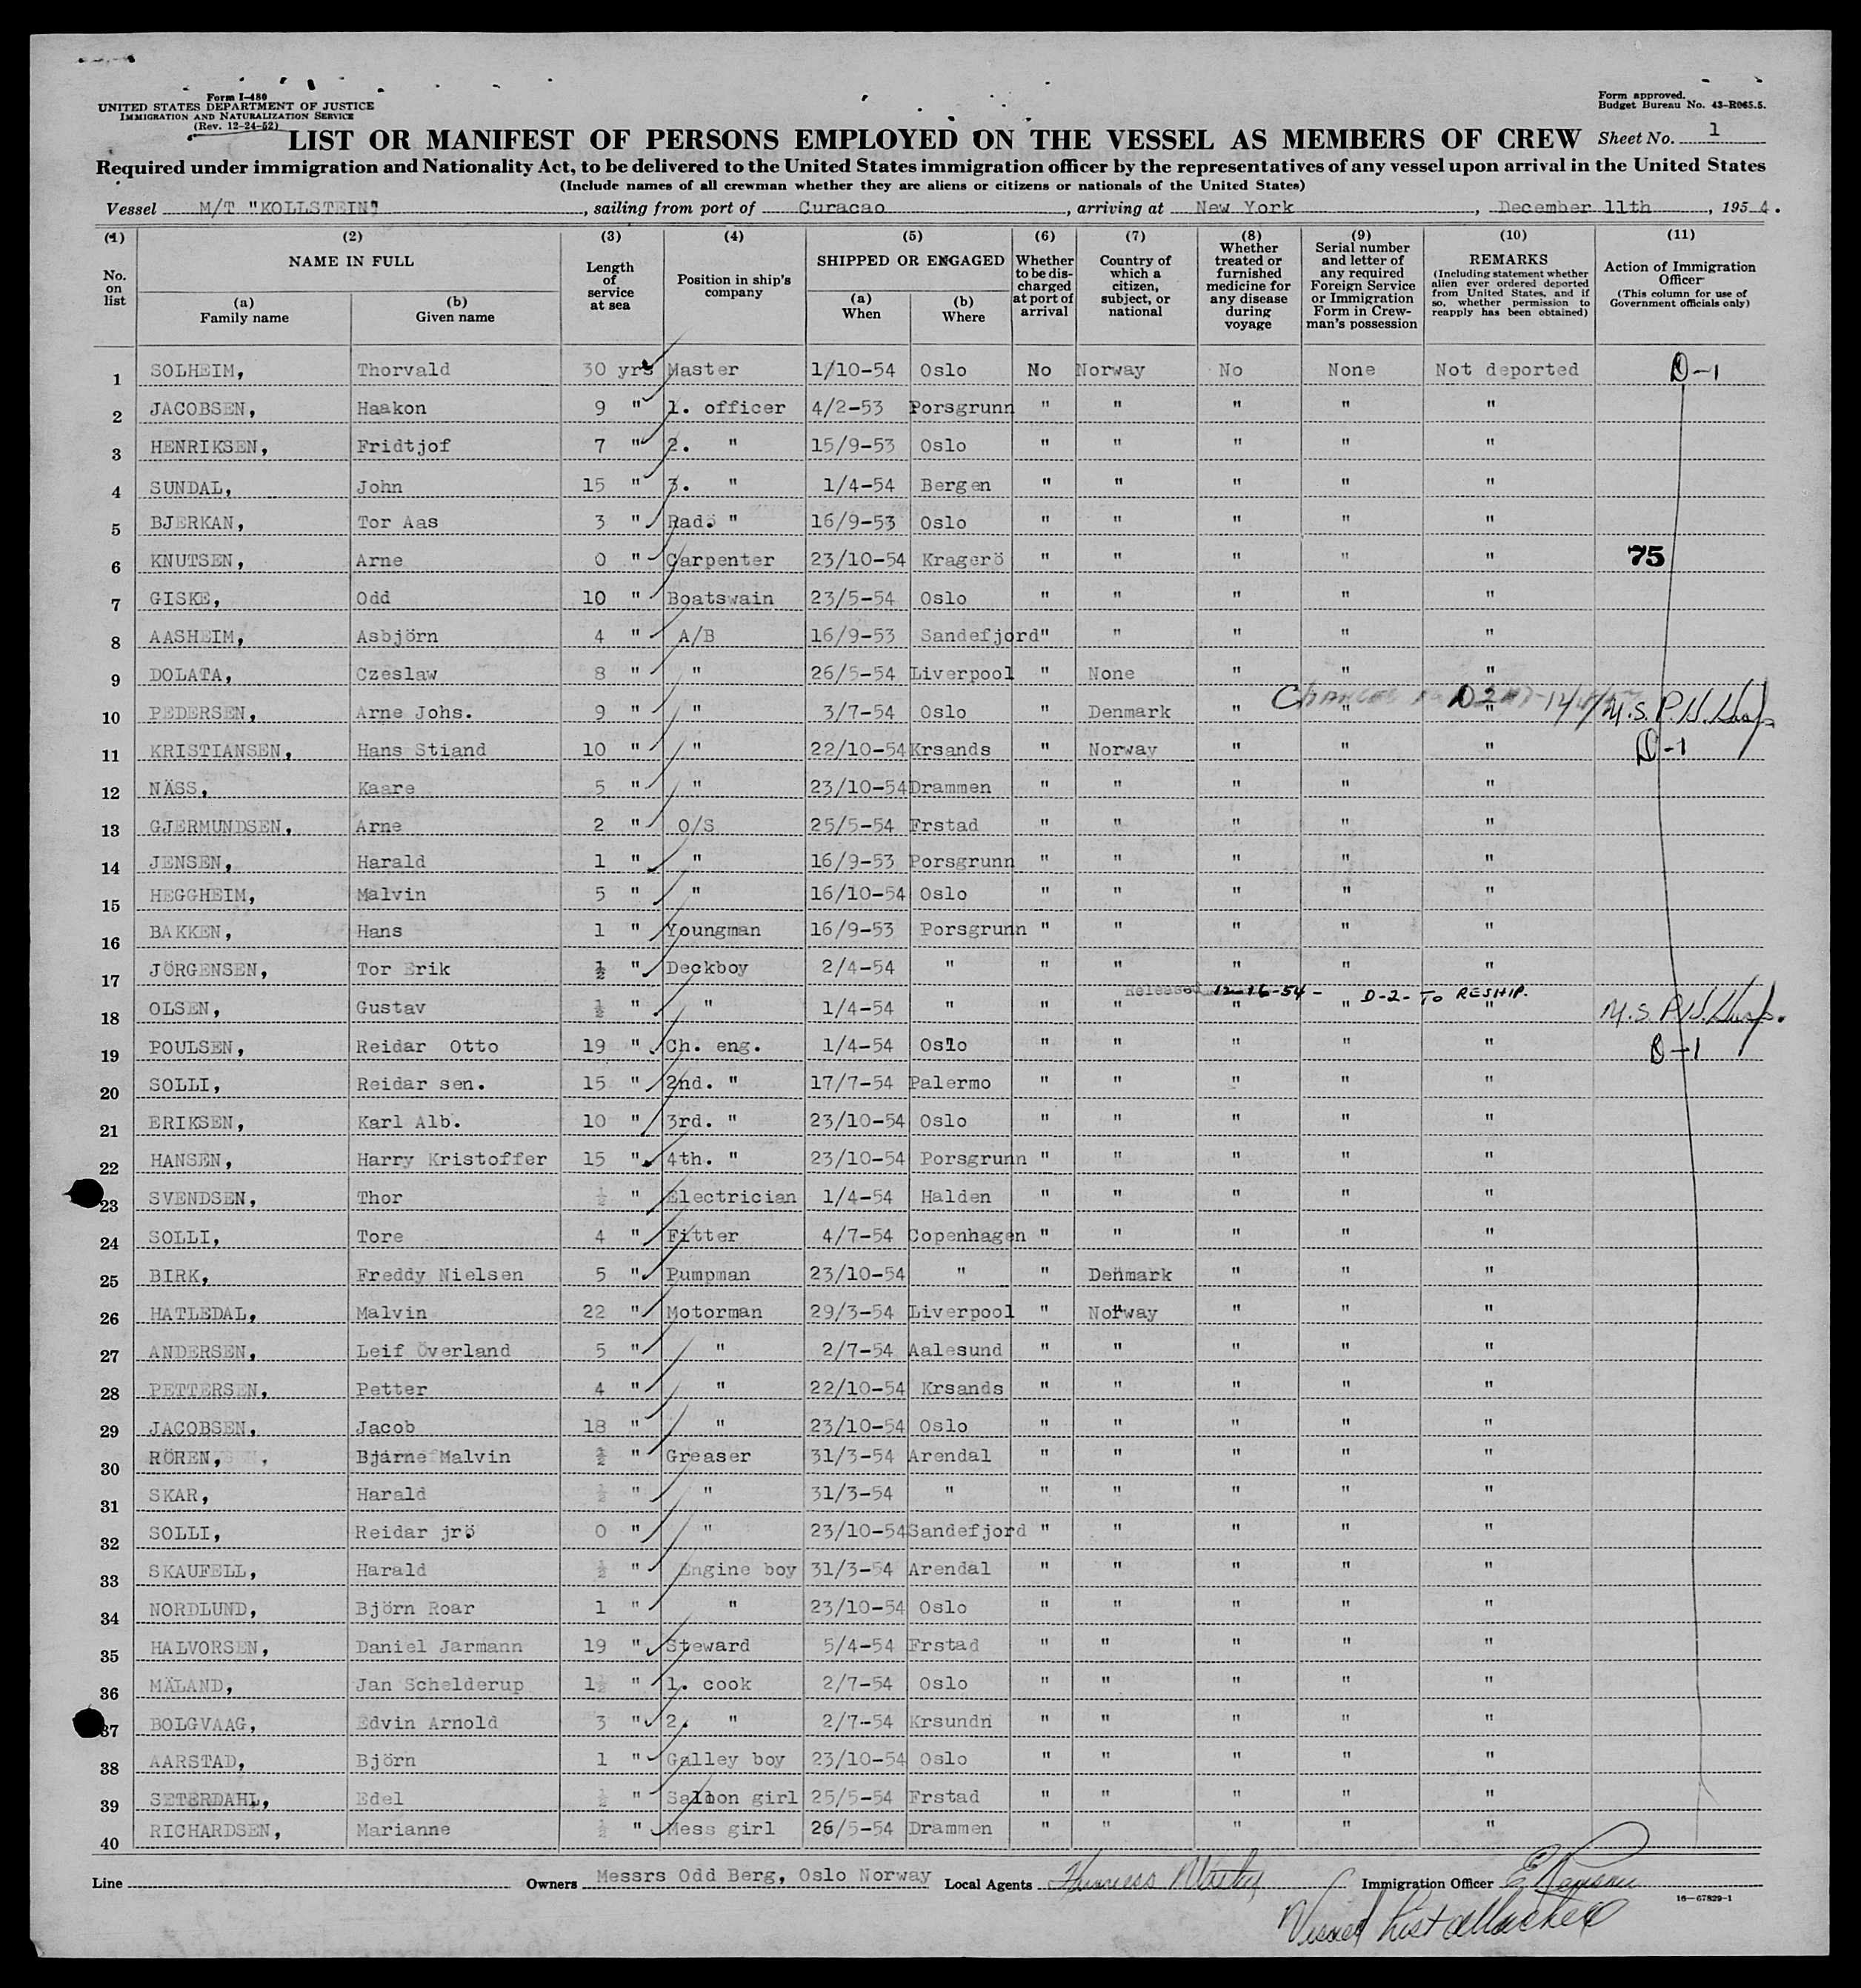 Form I-480
UNITED STATES DEPARTMENT OF JUSTICE
IMMIGRATION AND NATURALIZATION SERVICE
(Rev. 12-24-52)
Form approved.
Budget Bureau No. 43-R065.5.
LIST OR MANIFEST OF PERSONS EMPLOYED ON THE VESSEL AS MEMBERS OF CREW Sheet No. 1
Required under immigration and Nationality Act, to be delivered to the United States immigration officer by the representatives of any vessel upon arrival in the United States
(Include names of all crewman whether they are aliens or citizens or nationals of the United States)
Vessel M/T "KOLLSTEIN", sailing from port of Curacao, arriving at New York, December 11th, 1954.
(1) (2) (3) (4) (5) (6) (7) (8) (9) (10) (11)
No. on list
NAME IN FULL
(a) Family name
(b) Given name
Length of service at sea
Position in ship's company
SHIPPED OR ENGAGED
(a) When
(b) Where
Whether to be discharged at port of arrival
Country of which a citizen, subject, or national
Whether treated or furnished medicine for any disease during voyage
Serial number and letter of any required Foreign Service or Immigration Form in Crewman's possession
REMARKS
(Including statement whether alien ever ordered deported from United States, and if so, whether permission to reapply has been obtained)
Action of Immigration Officer
(This column for use of Government officials only)
1 SOLHEIM, Thorvald 30 yrs Master 1/10-54 Oslo No Norway No None Not deported D-1
2 JACOBSEN, Haakon 9 " 1. officer 4/2-53 Porsgrunn " " " " "
3 HENRIKSEN, Fridtjof 7 " 2. " 15/9-53 Oslo " " " " "
4 SUNDAL, John 15 " 3. " 1/4-54 Bergen " " " " "
5 BJERKAN, Tor Aas 3 " Rad. " 16/9-53 Oslo " " " " "
6 KNUTSEN, Arne 0 " Carpenter 23/10-54 Kragerö " " " " " 75
7 GISKE, Odd 10 " Boatswain 23/5-54 Oslo " " " " "
8 AASHEIM, Asbjörn 4 " A/B 16/9-53 Sandefjord " " " " "
9 DOLATA, Czeslaw 8 " " 26/5-54 Liverpool " None " " "
10 PEDERSEN, Arne Johs. 9 " " 3/7-54 Oslo " Denmark " " " D2 M.S.
11 KRISTIANSEN, Hans Stiand 10 " " 22/10-54 Krsands " Norway " " " D-1
12 NÄSS, Kaare 5 " " 23/10-54 Drammen " " " " "
13 GJERMUNDSEN, Arne 2 " O/S 25/5-54 Frstad " " " " "
14 JENSEN, Harald 1 " " 16/9-53 Porsgrunn " " " " "
15 HEGGHEIM, Malvin 5 " " 16/10-54 Oslo " " " " "
16 BAKKEN, Hans 1 " Youngman 16/9-53 Porsgrunn " " " " "
17 JÖRGENSEN, Tor Erik ½ " Deckboy 2/4-54 " " " " " "
Released 12-16-54 - D-2- To RESHIP.
18 OLSEN, Gustav ½ " " 1/4-54 " " " " " " M.S.
19 POULSEN, Reidar Otto 19 " Ch. eng. 1/4-54 Oslo " " " " " D-1
20 SOLLI, Reidar sen. 15 " 2nd. " 17/7-54 Palermo " " " " "
21 ERIKSEN, Karl Alb. 10 " 3rd. " 23/10-54 Oslo " " " " "
22 HANSEN, Harry Kristoffer 15 " 4th. " 23/10-54 Porsgrunn " " " " "
23 SVENDSEN, Thor ½ " Electrician 1/4-54 Halden " " " " "
24 SOLLI, Tore 4 " Fitter 4/7-54 Copenhagen " " " " "
25 BIRK, Freddy Nielsen 5 " Pumpman 23/10-54 " " Denmark " " "
26 HATLEDAL, Malvin 22 " Motorman 29/3-54 Liverpool " Norway " " "
27 ANDERSEN, Leif Överland 5 " " 2/7-54 Aalesund " " " " "
28 PETTERSEN, Petter 4 " " 22/10-54 Krsands " " " " "
29 JACOBSEN, Jacob 18 " " 23/10-54 Oslo " " " " "
30 RÖREN, Bjarne Malvin ½ " Greaser 31/3-54 Arendal " " " " "
31 SKAR, Harald ½ " " 31/3-54 " " " " " "
32 SOLLI, Reidar jrö 0 " " 23/10-54 Sandefjord " " " " "
33 SKAUFELL, Harald ½ " Engine boy 31/3-54 Arendal " " " " "
34 NORDLUND, Björn Roar 1 " " 23/10-54 Oslo " " " " "
35 HALVORSEN, Daniel Jarmann 19 " Steward 5/4-54 Frstad " " " " "
36 MÄLAND, Jan Schelderup 1½ " 1. cook 2/7-54 Oslo " " " " "
37 BOLGVAAG, Edvin Arnold 3 " 2. " 2/7-54 Krsundn " " " " "
38 AARSTAD, Björn 1 " Galley boy 23/10-54 Oslo " " " " "
39 SETERDAHL, Edel ½ " Saloon girl 25/5-54 Frstad " " " " "
40 RICHARDSEN, Marianne ½ " Mess girl 26/5-54 Drammen " " " " "
Line Owners Messrs Odd Berg, Oslo Norway Local Agents Immigration Officer
16-67829-1
List attached